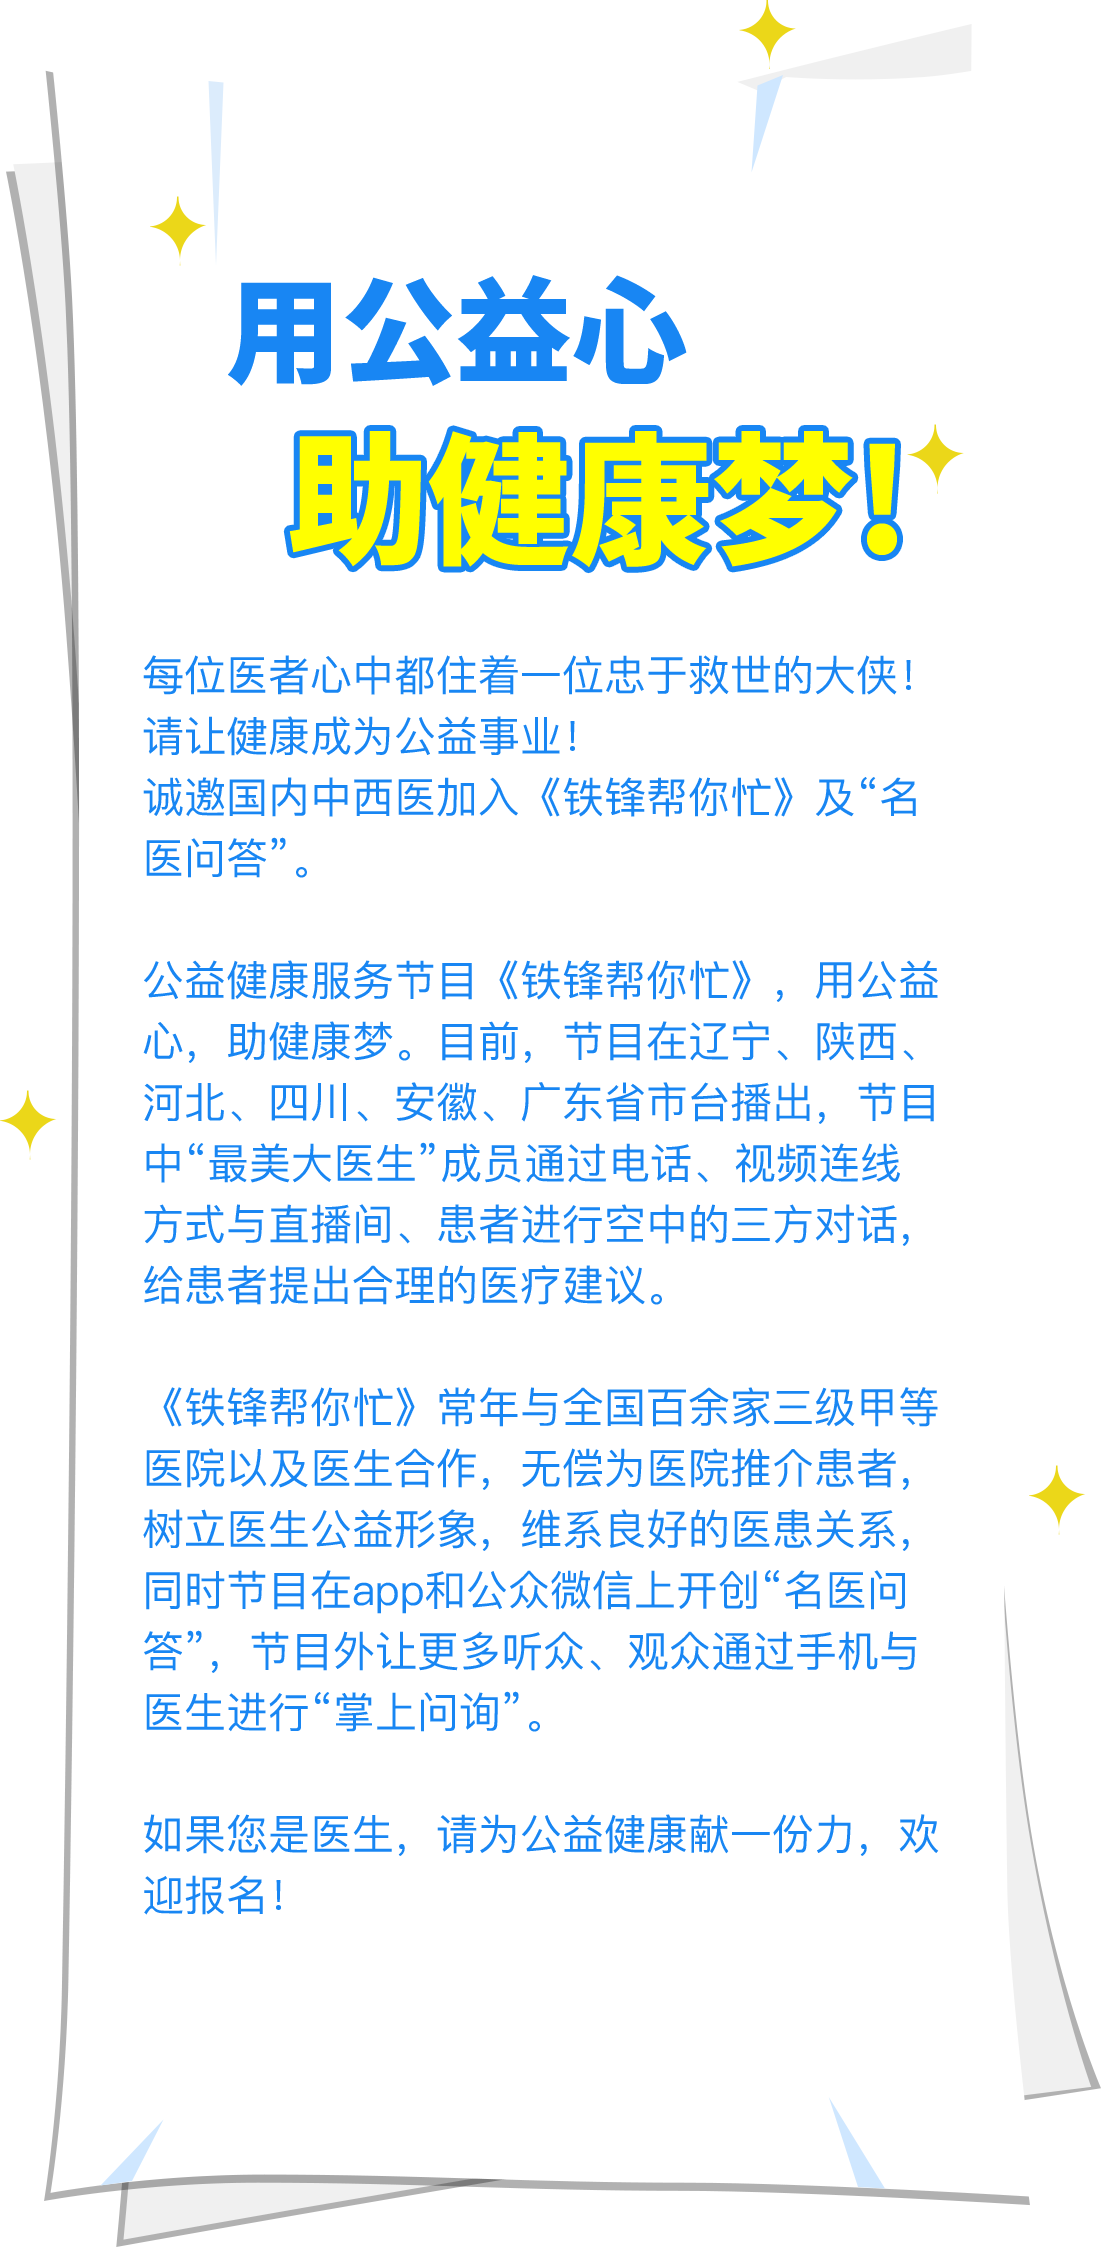 用公益心
助健康梦!
每位医者心中都住着一位忠于救世的大侠!
请让健康成为公益事业!
诚邀国内中西医加入《铁锋帮你忙》及“名
医问答”。
公益健康服务节目《铁锋帮你忙》，用公益
心，助健康梦。目前，节目在辽宁、陕西、
河北、四川、安徽、广东省市台播出，节目
中“最美大医生”成员通过电话、视频连线
方式与直播间、患者进行空中的三方对话，
给患者提出合理的医疗建议。
《铁锋帮你忙》常年与全国百余家三级甲等
医院以及医生合作，无偿为医院推介患者，
树立医生公益形象，维系良好的医患关系，
同时节目在app和公众微信上开创“名医问
答”，节目外让更多听众、观众通过手机与
医生进行“掌上问询”。
如果您是医生，请为公益健康献一份力，欢
迎报名!